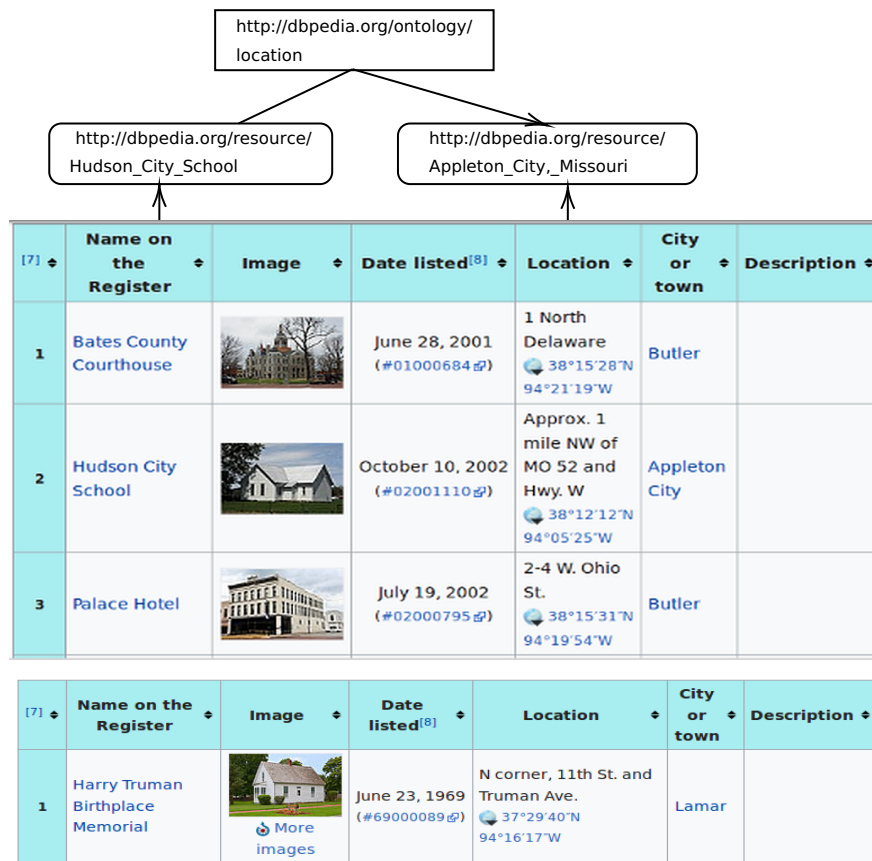 http://dbpedia.org/ontology/
location
http://dbpedia.org/resource/
Hudson_City_School
http://dbpedia.org/resource/
Appleton_City,_Missouri
[7]
Name on
the
Register
Image
Date listed[8]
Location
City
or
town
Description
1
Bates County
Courthouse
June 28, 2001
(#01000684)
1 North
Delaware
38°15′28″N
94°21′19″W
Butler
2
Hudson City
School
October 10, 2002
(#02001110)
Approx. 1
mile NW of
MO 52 and
Hwy. W
38°12′12″N
94°05′25″W
Appleton
City
3
Palace Hotel
July 19, 2002
(#02000795)
2-4 W. Ohio
St.
38°15′31″N
94°19′54″W
Butler
[7]
Name on the
Register
Image
Date
listed[8]
Location
City
or
town
Description
1
Harry Truman
Birthplace
Memorial
More
images
June 23, 1969
(#69000089)
N corner, 11th St. and
Truman Ave.
37°29′40″N
94°16′17″W
Lamar